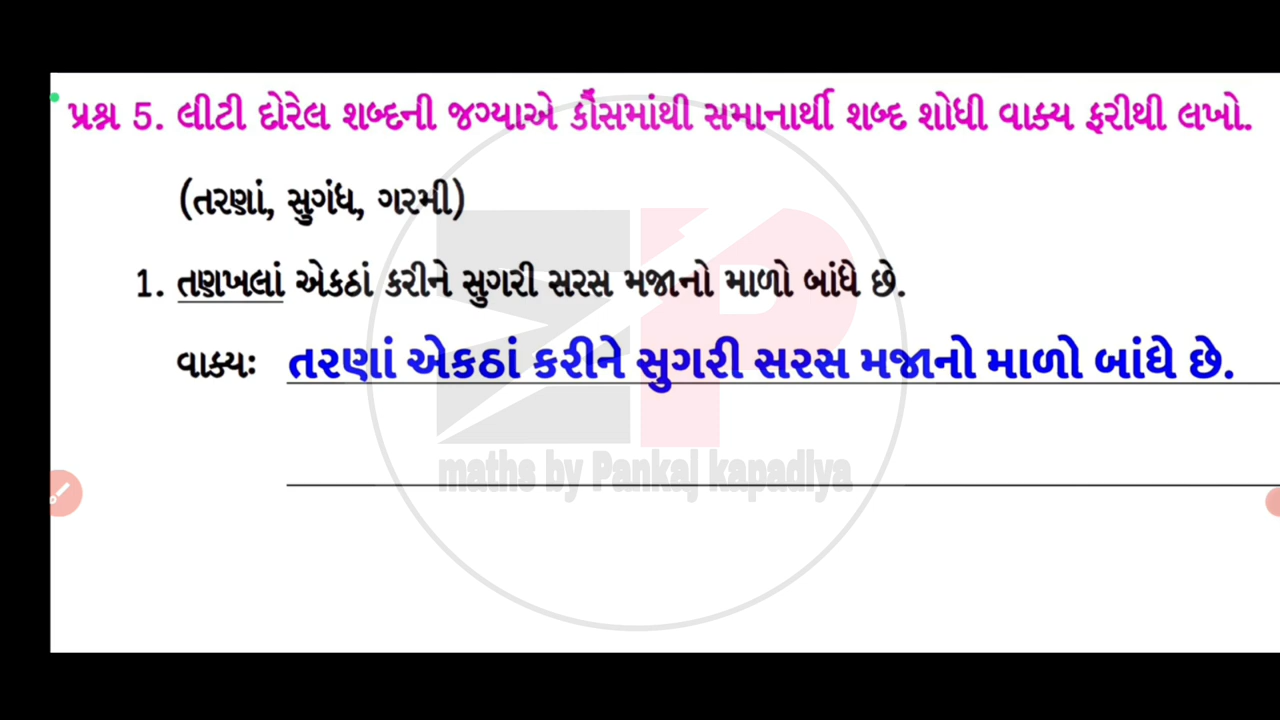 પ્રશ્ન 5. લીટી દોરેલ શબ્દની જગ્યાએ કૌંસમાંથી સમાનાર્થી શબ્દ શોધી વાક્ય ફરીથી લખો.
(તરણાં, સુગંધ, ગરમી)
1. તણખલાં એકઠાં કરીને સુગરી સરસ મજાનો માળો બાંધે છે.
વાક્યઃ તરણાં એકઠાં કરીને સુગરી સરસ મજાનો માળો બાંધે છે.
maths by Pankaj kapadiya